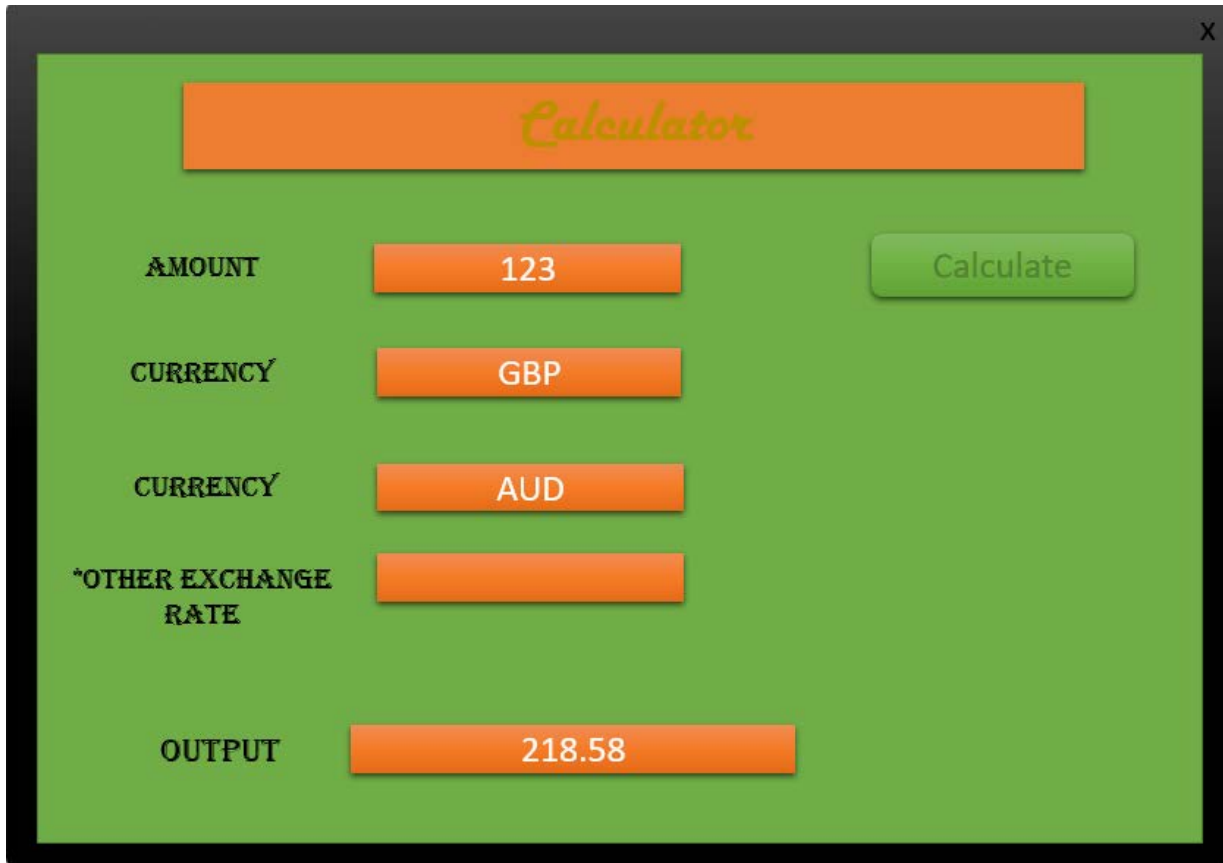 X
Calculator
AMOUNT 123 Calculate
CURRENCY GBP
CURRENCY AUD
*OTHER EXCHANGE
RATE
OUTPUT 218.58